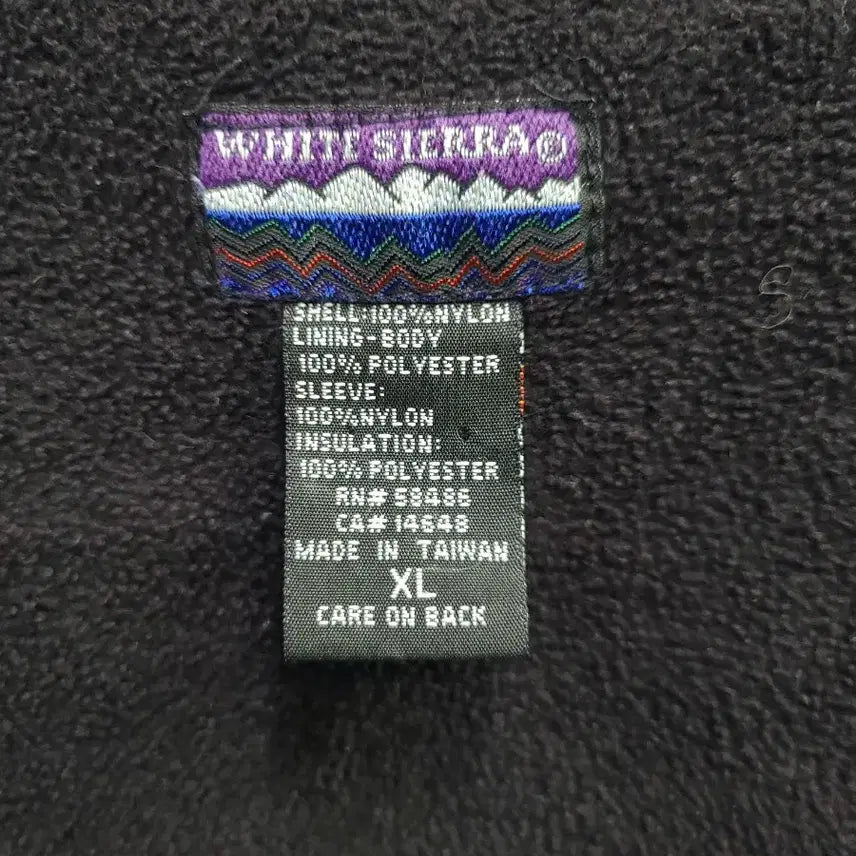 WHITE SIERRA®
SHELL-100%NYLON
LINING-BODY
100% POLYESTER
SLEEVE:
100%NYLON
INSULATION:
100% POLYESTER
RN# 59486
CA# 14648
MADE IN TAIWAN
XL
CARE ON BACK